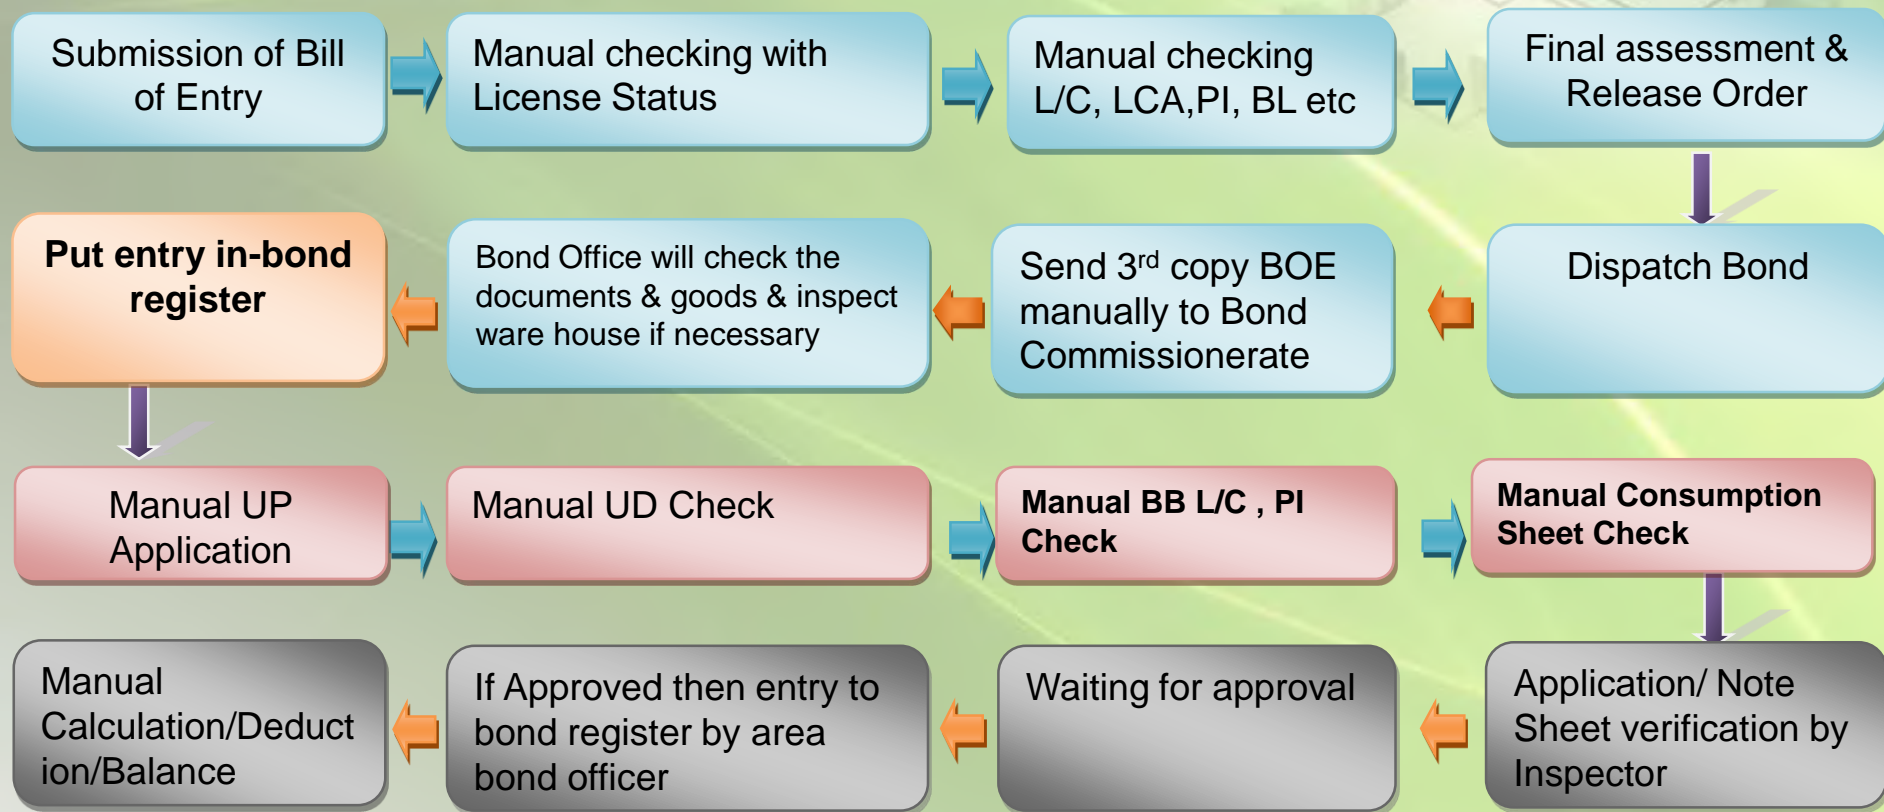 Submission of Bill
of Entry
Manual checking with
License Status
Manual checking
L/C, LCA,PI, BL etc
Final assessment &
Release Order
Dispatch Bond
Send 3rd copy BOE
manually to Bond
Commissionerate
Bond Office will check the
documents & goods & inspect
ware house if necessary
Put entry in-bond
register
Manual UP
Application
Manual UD Check
Manual BB L/C , PI
Check
Manual Consumption
Sheet Check
Application/ Note
Sheet verification by
Inspector
Waiting for approval
If Approved then entry to
bond register by area
bond officer
Manual
Calculation/Deduct
ion/Balance